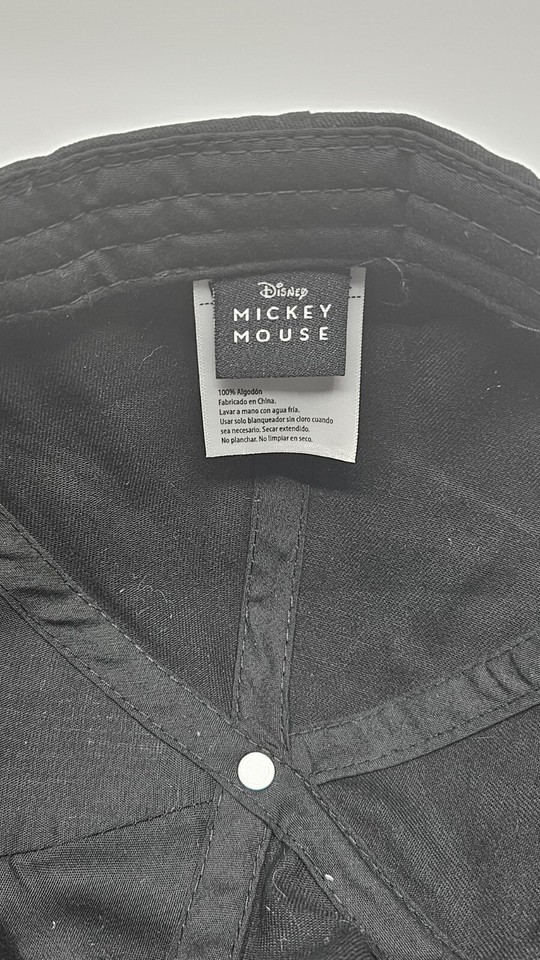 Disney
MICKEY
MOUSE
100% Algodón
Fabricado en China.
Lavar a mano con agua fría.
Usar solo blanqueador sin cloro cuando
sea necesario. Secar extendido.
No planchar. No limpiar en seco.